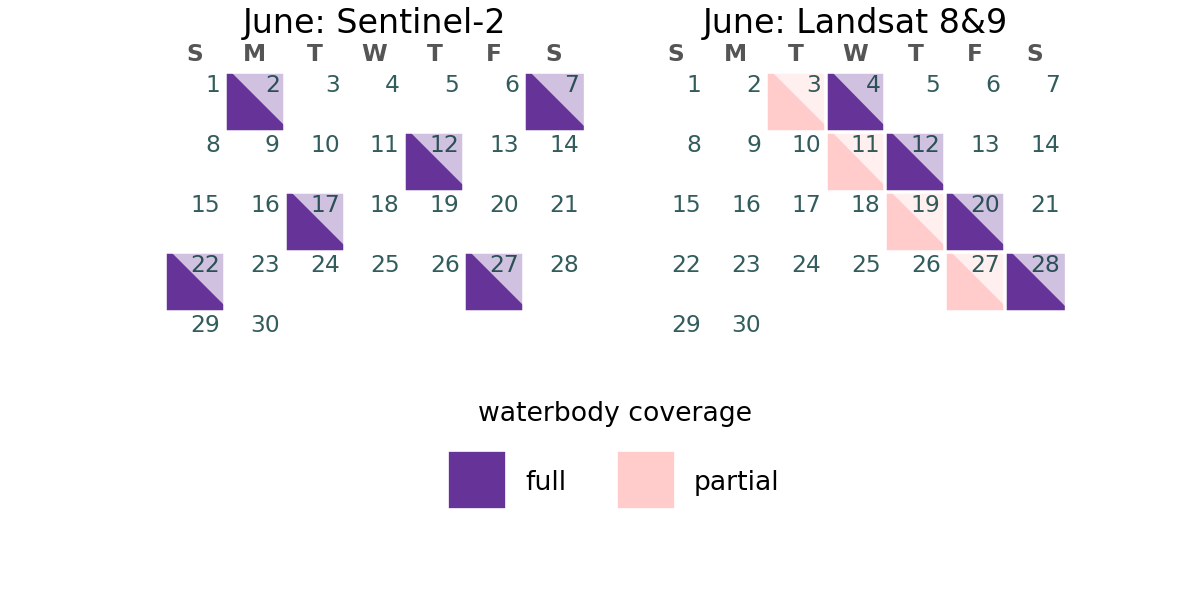 June: Sentinel-2
S M T W T F S
1 2 3 4 5 6 7
8 9 10 11 12 13 14
15 16 17 18 19 20 21
22 23 24 25 26 27 28
29 30
June: Landsat 8&9
S M T W T F S
1 2 3 4 5 6 7
8 9 10 11 12 13 14
15 16 17 18 19 20 21
22 23 24 25 26 27 28
29 30
waterbody coverage
full
partial